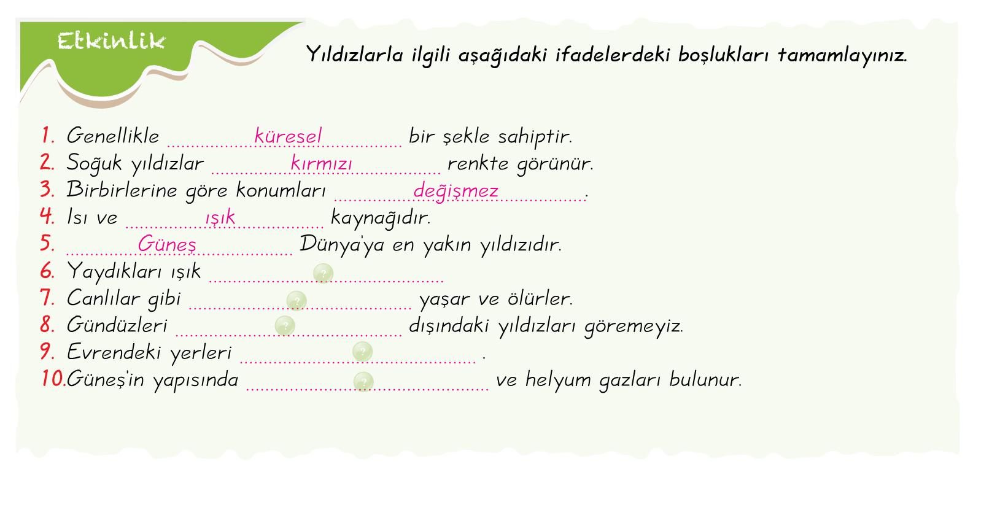 Etkinlik
Yıldızlarla ilgili aşağıdaki ifadelerdeki boşlukları tamamlayınız.
1. Genellikle küresel bir şekle sahiptir.
2. Soğuk yıldızlar kırmızı renkte görünür.
3. Birbirlerine göre konumları değişmez.
4. Isı ve ışık kaynağıdır.
5. Güneş Dünya'ya en yakın yıldızıdır.
6. Yaydıkları ışık ?
7. Canlılar gibi ? yaşar ve ölürler.
8. Gündüzleri ? dışındaki yıldızları göremeyiz.
9. Evrendeki yerleri ? .
10. Güneş'in yapısında ? ve helyum gazları bulunur.